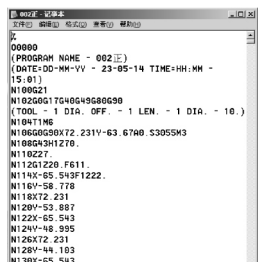 002正 - 记事本
文件(F) 编辑(E) 格式(O) 查看(V) 帮助(H)
%
O0000
(PROGRAM NAME - 002正)
(DATE=DD-MM-YY - 23-05-14 TIME=HH:MM -
15:01)
N100G21
N102G0G17G40G49G80G90
(TOOL - 1 DIA. OFF. - 1 LEN. - 1 DIA. - 10.)
N104T1M6
N106G0G90X72.231Y-63.67A0.S3055M3
N108G43H1Z70.
N110Z27.
N112G1Z20.F611.
N114X-65.543F1222.
N116Y-58.778
N118X72.231
N120Y-53.887
N122X-65.543
N124Y-48.995
N126X72.231
N128Y-44.103
N130X-65.543